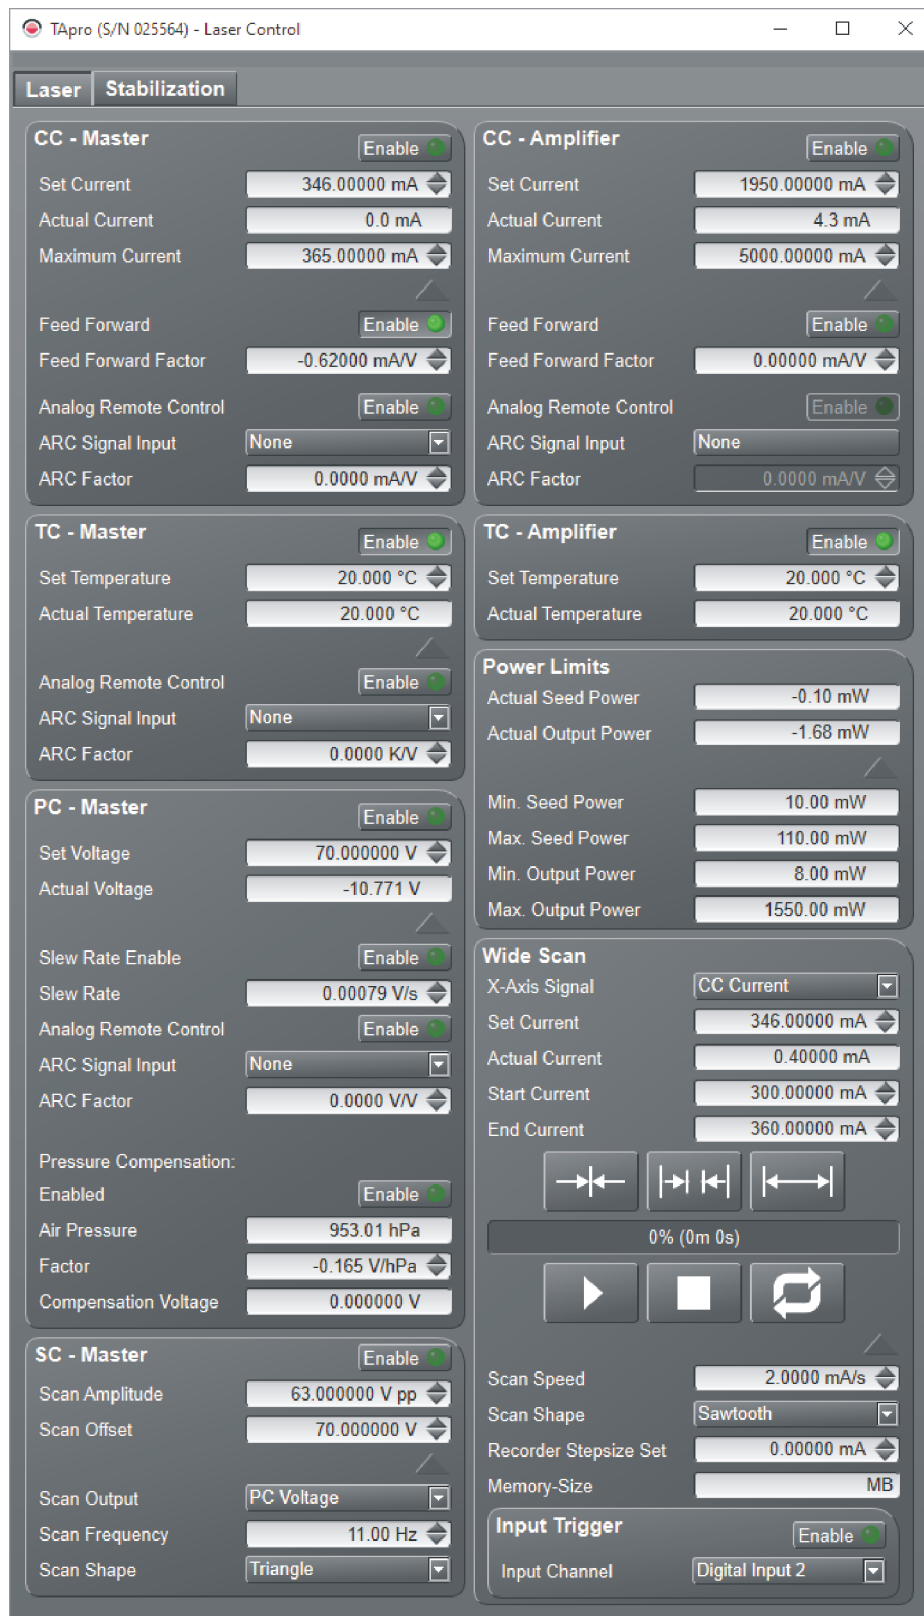 TApro (S/N 025564) - Laser Control
Laser
Stabilization
CC - Master
Enable
Set Current
346.00000 mA
Actual Current
0.0 mA
Maximum Current
365.00000 mA
Feed Forward
Enable
Feed Forward Factor
-0.62000 mA/V
Analog Remote Control
Enable
ARC Signal Input
None
ARC Factor
0.0000 mA/V
TC - Master
Enable
Set Temperature
20.000 °C
Actual Temperature
20.000 °C
Analog Remote Control
Enable
ARC Signal Input
None
ARC Factor
0.0000 K/V
PC - Master
Enable
Set Voltage
70.000000 V
Actual Voltage
-10.771 V
Slew Rate Enable
Enable
Slew Rate
0.00079 V/s
Analog Remote Control
Enable
ARC Signal Input
None
ARC Factor
0.0000 V/V
Pressure Compensation:
Enabled
Enable
Air Pressure
953.01 hPa
Factor
-0.165 V/hPa
Compensation Voltage
0.000000 V
SC - Master
Enable
Scan Amplitude
63.000000 V pp
Scan Offset
70.000000 V
Scan Output
PC Voltage
Scan Frequency
11.00 Hz
Scan Shape
Triangle
CC - Amplifier
Enable
Set Current
1950.00000 mA
Actual Current
4.3 mA
Maximum Current
5000.00000 mA
Feed Forward
Enable
Feed Forward Factor
0.00000 mA/V
Analog Remote Control
Enable
ARC Signal Input
None
ARC Factor
0.0000 mA/V
TC - Amplifier
Enable
Set Temperature
20.000 °C
Actual Temperature
20.000 °C
Power Limits
Actual Seed Power
-0.10 mW
Actual Output Power
-1.68 mW
Min. Seed Power
10.00 mW
Max. Seed Power
110.00 mW
Min. Output Power
8.00 mW
Max. Output Power
1550.00 mW
Wide Scan
X-Axis Signal
CC Current
Set Current
346.00000 mA
Actual Current
0.40000 mA
Start Current
300.00000 mA
End Current
360.00000 mA
0% (0m 0s)
Scan Speed
2.0000 mA/s
Scan Shape
Sawtooth
Recorder Stepsize Set
0.00000 mA
Memory-Size
MB
Input Trigger
Enable
Input Channel
Digital Input 2